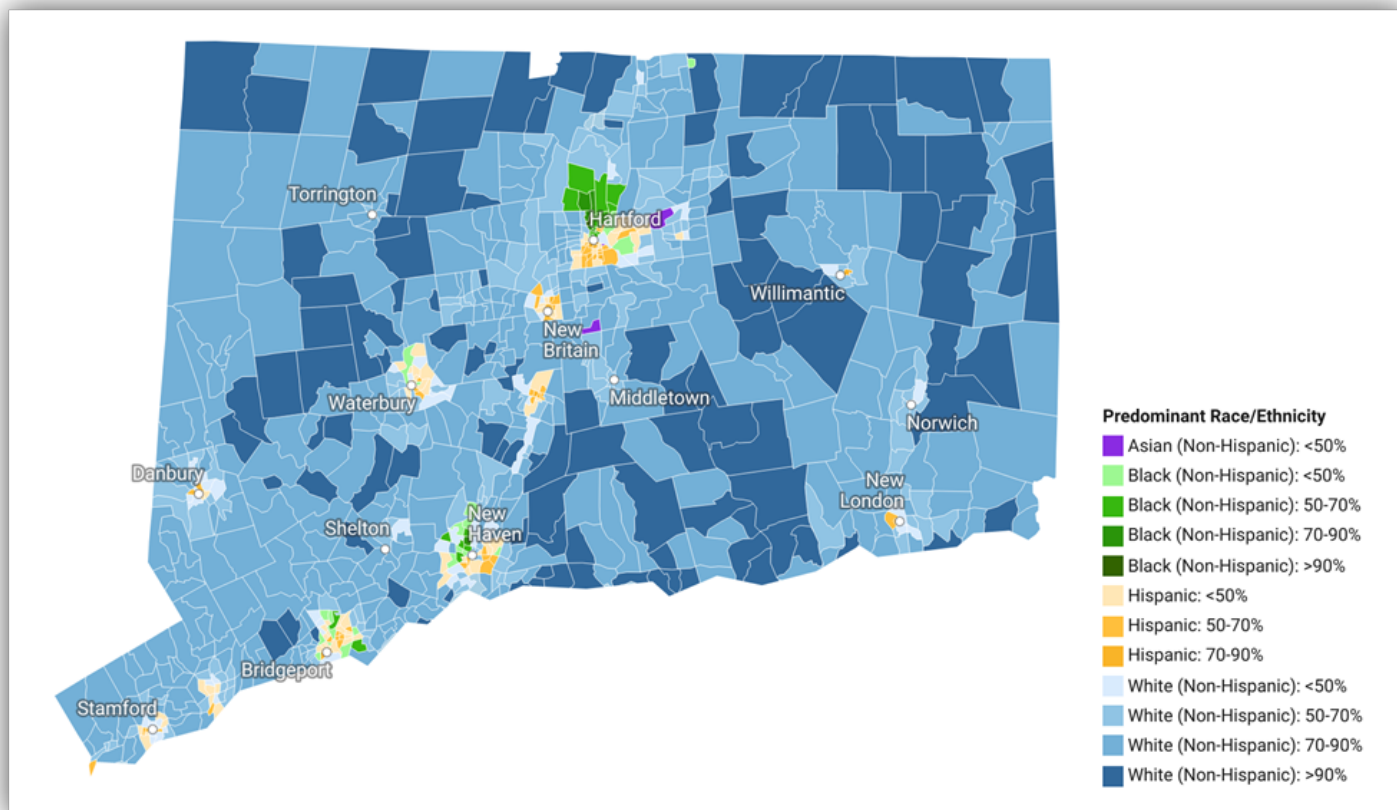 Torrington
Hartford
Willimantic
New
Britain
Waterbury
Middletown
Norwich
Danbury
New
London
Shelton
New
Haven
Bridgeport
Stamford
Predominant Race/Ethnicity
Asian (Non-Hispanic): <50%
Black (Non-Hispanic): <50%
Black (Non-Hispanic): 50-70%
Black (Non-Hispanic): 70-90%
Black (Non-Hispanic): >90%
Hispanic: <50%
Hispanic: 50-70%
Hispanic: 70-90%
White (Non-Hispanic): <50%
White (Non-Hispanic): 50-70%
White (Non-Hispanic): 70-90%
White (Non-Hispanic): >90%